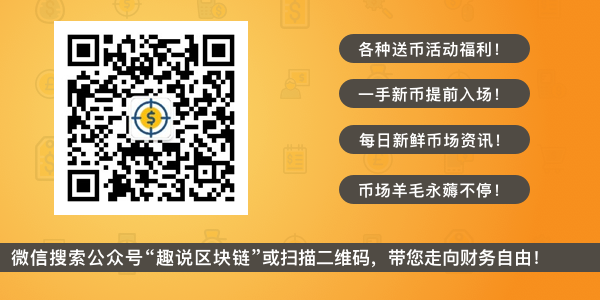 各种送币活动福利！
一手新币提前入场！
每日新鲜币场资讯！
币场羊毛永薅不停！
微信搜索公众号“趣说区块链”或扫描二维码，带您走向财务自由！